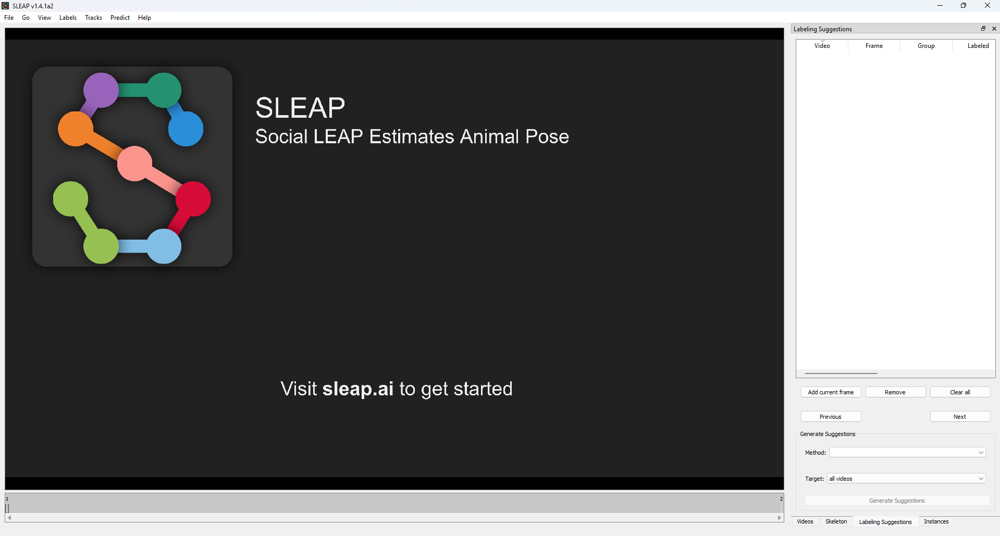 SLEAP v1.4.1a2
File Go View Labels Tracks Predict Help
Labeling Suggestions
Video Frame Group Labeled
SLEAP
Social LEAP Estimates Animal Pose
Visit sleap.ai to get started
Add current frame Remove Clear all
Previous Next
Generate Suggestions
Method:
Target: all videos
Generate Suggestions
1 2
Videos Skeleton Labeling Suggestions Instances